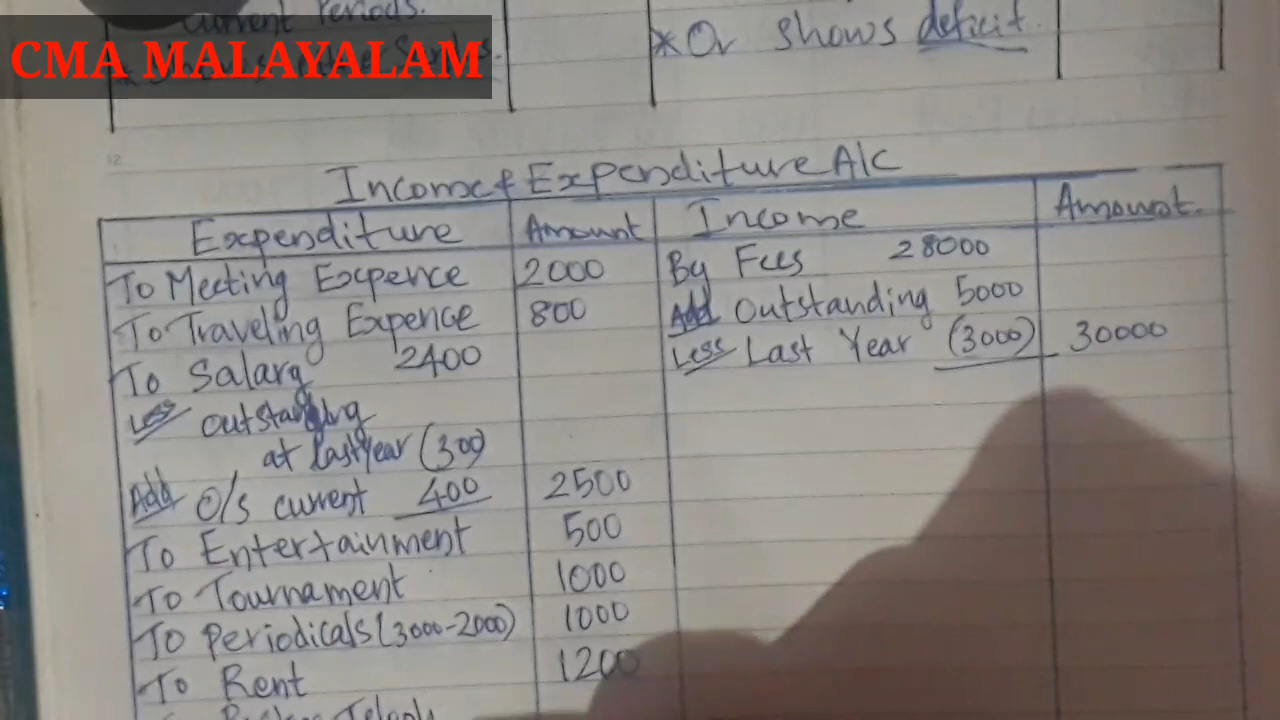 Current Periods.
CMA MALAYALAM
* Or shows deficit.
Income & Expenditure A/c
Expenditure Amount Income Amount.
To Meeting Expence 2000 By Fees 28000
To Traveling Expence 800 Add Outstanding 5000
To Salary 2400 Less Last Year (3000) 30000
Less outstanding
at last year (300)
Add O/s current 400 2500
To Entertainment 500
To Tournament 1000
To Periodicals (3000-2000) 1000
To Rent 1200